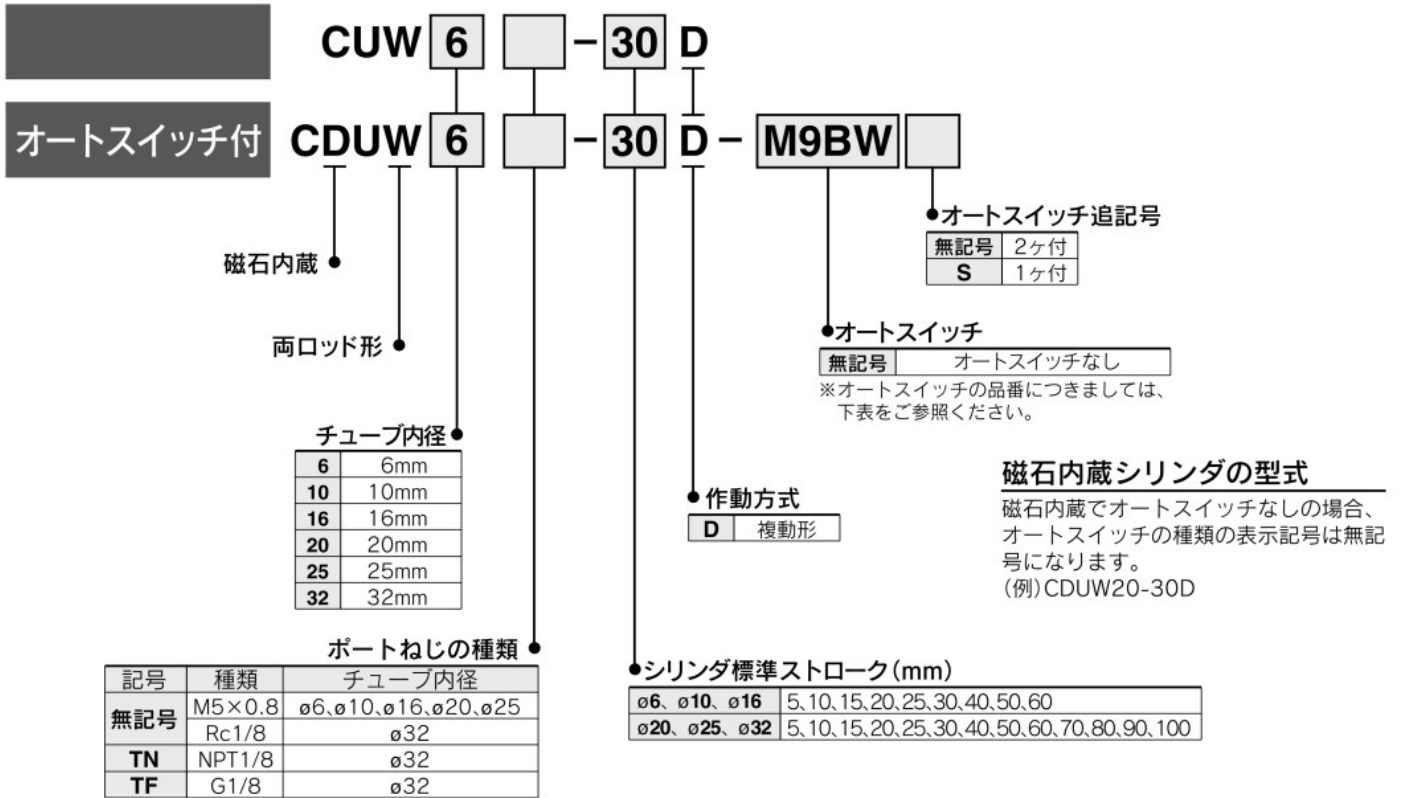 CUW 6 - 30 D
オートスイッチ付 CDUW 6 - 30 D - M9BW
磁石内蔵
両ロッド形
オートスイッチ追記号
無記号 2ヶ付
S 1ヶ付
オートスイッチ
無記号 オートスイッチなし
※オートスイッチの品番につきましては、
下表をご参照ください。
チューブ内径
6 6mm
10 10mm
16 16mm
20 20mm
25 25mm
32 32mm
作動方式
D 複動形
磁石内蔵シリンダの型式
磁石内蔵でオートスイッチなしの場合、
オートスイッチの種類の表示記号は無記
号になります。
(例)CDUW20-30D
ポートねじの種類
記号 種類 チューブ内径
無記号 M5×0.8 ø6、ø10、ø16、ø20、ø25
Rc1/8 ø32
TN NPT1/8 ø32
TF G1/8 ø32
シリンダ標準ストローク(mm)
ø6、ø10、ø16 5、10、15、20、25、30、40、50、60
ø20、ø25、ø32 5、10、15、20、25、30、40、50、60、70、80、90、100